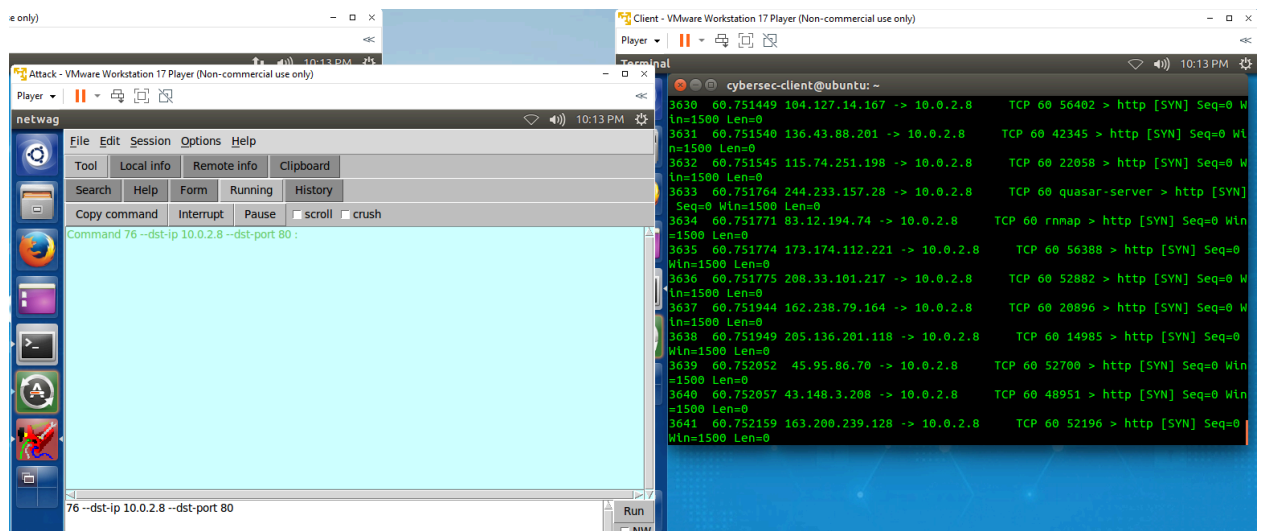 e only)
10:13 PM
Attack - VMware Workstation 17 Player (Non-commercial use only)
Player
netwag
10:13 PM
File Edit Session Options Help
Tool Local info Remote info Clipboard
Search Help Form Running History
Copy command Interrupt Pause scroll crush
Command 76 --dst-ip 10.0.2.8 --dst-port 80 :
76 --dst-ip 10.0.2.8 --dst-port 80
Run
NW
Client - VMware Workstation 17 Player (Non-commercial use only)
Player
Terminal
10:13 PM
cybersec-client@ubuntu: ~
3630 60.751449 104.127.14.167 -> 10.0.2.8 TCP 60 56402 > http [SYN] Seq=0 W
in=1500 Len=0
3631 60.751540 136.43.88.201 -> 10.0.2.8 TCP 60 42345 > http [SYN] Seq=0 Wi
n=1500 Len=0
3632 60.751545 115.74.251.198 -> 10.0.2.8 TCP 60 22058 > http [SYN] Seq=0 W
in=1500 Len=0
3633 60.751764 244.233.157.28 -> 10.0.2.8 TCP 60 quasar-server > http [SYN]
Seq=0 Win=1500 Len=0
3634 60.751771 83.12.194.74 -> 10.0.2.8 TCP 60 rnmap > http [SYN] Seq=0 Win
=1500 Len=0
3635 60.751774 173.174.112.221 -> 10.0.2.8 TCP 60 56388 > http [SYN] Seq=0
Win=1500 Len=0
3636 60.751775 208.33.101.217 -> 10.0.2.8 TCP 60 52882 > http [SYN] Seq=0 W
in=1500 Len=0
3637 60.751944 162.238.79.164 -> 10.0.2.8 TCP 60 20896 > http [SYN] Seq=0 W
in=1500 Len=0
3638 60.751949 205.136.201.118 -> 10.0.2.8 TCP 60 14985 > http [SYN] Seq=0
Win=1500 Len=0
3639 60.752052 45.95.86.70 -> 10.0.2.8 TCP 60 52700 > http [SYN] Seq=0 Win
=1500 Len=0
3640 60.752057 43.148.3.208 -> 10.0.2.8 TCP 60 48951 > http [SYN] Seq=0 Win
=1500 Len=0
3641 60.752159 163.200.239.128 -> 10.0.2.8 TCP 60 52196 > http [SYN] Seq=0
Win=1500 Len=0